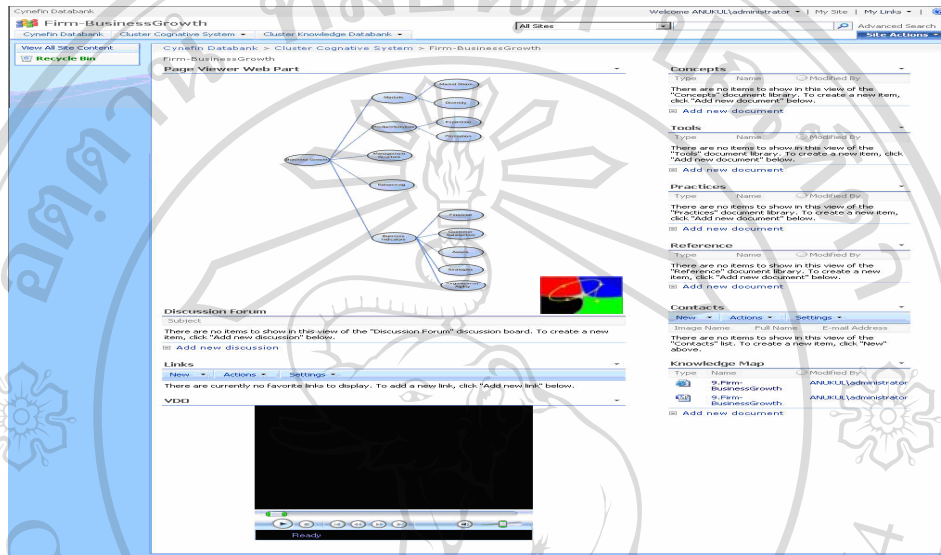 Cynefin Databank
Welcome ANUKUL\administrator | My Site | My Links
Firm-BusinessGrowth
All Sites
Advanced Search
Cynefin Databank Cluster Cognitive System Cluster Knowledge Databank
Site Actions
View All Site Content
Recycle Bin
Cynefin Databank > Cluster Cognitive System > Firm-BusinessGrowth
Firm-BusinessGrowth
Page Viewer Web Part
Market Share
Markets
Diversity
Management
Financial
Customer
Strategies
Discussion Forum
Subject
There are no items to show in this view of the "Discussion Forum" discussion board. To create a new
item, click "Add new discussion" below.
Add new discussion
Links
New Actions Settings
There are currently no favorite links to display. To add a new link, click "Add new link" below.
VDO
Ready
Concepts
Type Name Modified By
There are no items to show in this view of the
"Concepts" document library. To create a new item,
click "Add new document" below.
Add new document
Tools
Type Name Modified By
There are no items to show in this view of the
"Tools" document library. To create a new item, click
"Add new document" below.
Add new document
Practices
Type Name Modified By
There are no items to show in this view of the
"Practices" document library. To create a new item,
click "Add new document" below.
Add new document
Reference
Type Name Modified By
There are no items to show in this view of the
"Reference" document library. To create a new
item, click "Add new document" below.
Add new document
Contacts
New Actions Settings
Image Name Full Name E-mail Address
There are no items to show in this view of the
"Contacts" list. To create a new item, click "New"
above.
Knowledge Map
Type Name Modified By
9.Firm-
BusinessGrowth ANUKUL\administrator
9.Firm-
BusinessGrowth ANUKUL\administrator
Add new document